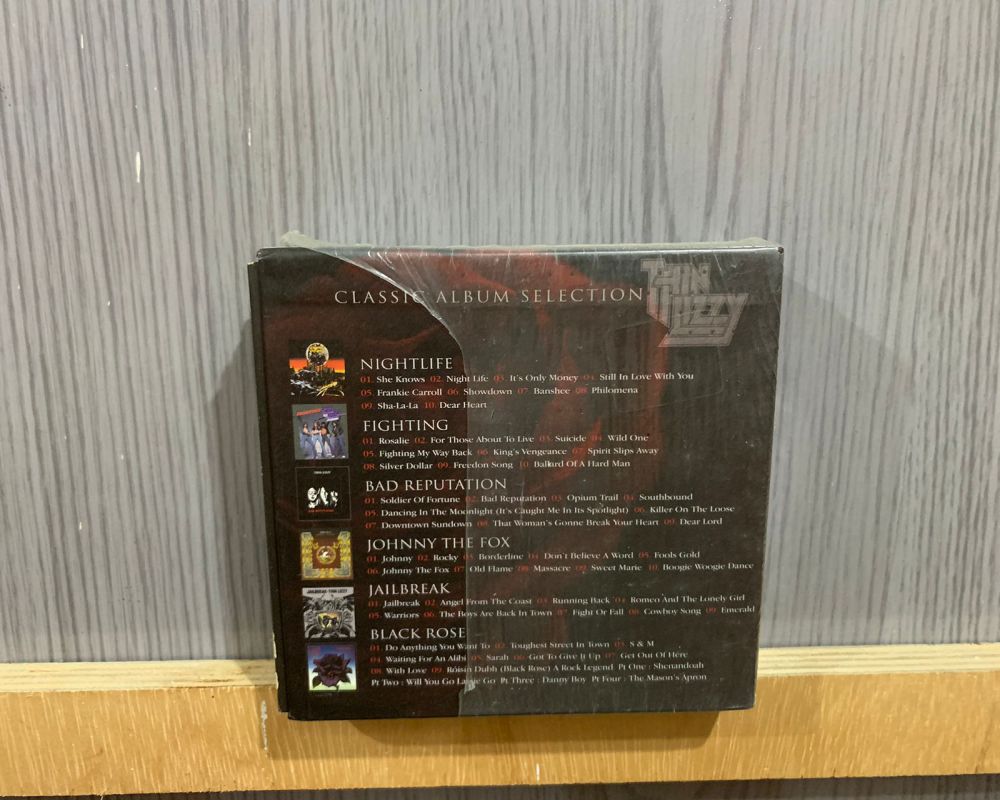 CLASSIC ALBUM SELECTION
THIN LIZZY
NIGHTLIFE
01. She Knows 02. Night Life 03. It's Only Money 04. Still In Love With You
05. Frankie Carroll 06. Showdown 07. Banshee 08. Philomena
09. Sha-La-La 10. Dear Heart
FIGHTING
01. Rosalie 02. For Those About To Live 03. Suicide 04. Wild One
05. Fighting My Way Back 06. King's Vengeance 07. Spirit Slips Away
08. Silver Dollar 09. Freedon Song 10. Ballard Of A Hard Man
BAD REPUTATION
01. Soldier Of Fortune 02. Bad Reputation 03. Opium Trail 04. Southbound
05. Dancing In The Moonlight (It's Caught Me In Its Spotlight) 06. Killer On The Loose
07. Downtown Sundown 08. That Woman's Gonne Break Your Heart 09. Dear Lord
JOHNNY THE FOX
01. Johnny 02. Rocky 03. Borderline 04. Don't Believe A Word 05. Fools Gold
06. Johnny The Fox 07. Old Flame 08. Massacre 09. Sweet Marie 10. Boogie Woogie Dance
JAILBREAK
01. Jailbreak 02. Angel From The Coast 03. Running Back 04. Romeo And The Lonely Girl
05. Warriors 06. The Boys Are Back In Town 07. Fight Or Fall 08. Cowboy Song 09. Emerald
BLACK ROSE
01. Do Anything You Want To 02. Toughest Street In Town 03. S & M
04. Waiting For An Alibi 05. Sarah 06. Got To Give It Up 07. Get Out Of Here
08. With Love 09. Róisín Dubh (Black Rose) A Rock Legend Pt One : Shenandoah
Pt Two : Will You Go Lassie Go Pt Three : Danny Boy Pt Four : The Mason's Apron